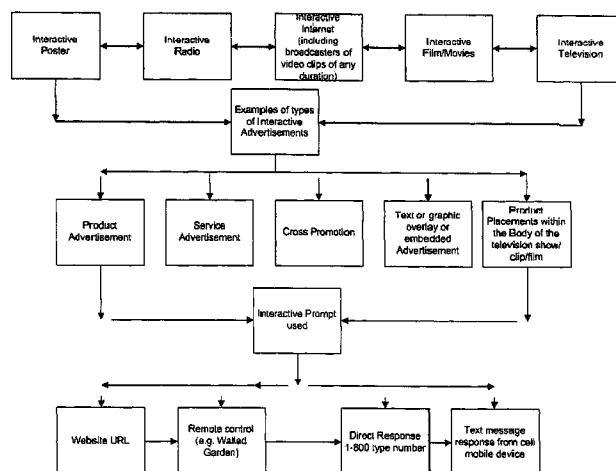 Interactive
Poster
Interactive
Radio
Interactive
Internet
(including
broadcasters of
video clips of any
duration)
Interactive
Film/Movies
Interactive
Television
Examples of types
of Interactive
Advertisements
Product
Advertisement
Service
Advertisement
Cross Promotion
Text or graphic
overlay or
embedded
Advertisement
Product
Placements within
the Body of the
television show/
clip/film
Interactive Prompt
used
Website URL
Remote control
(e.g. Walled
Garden)
Direct Response
1-800 type number
Text message
response from cell
mobile device